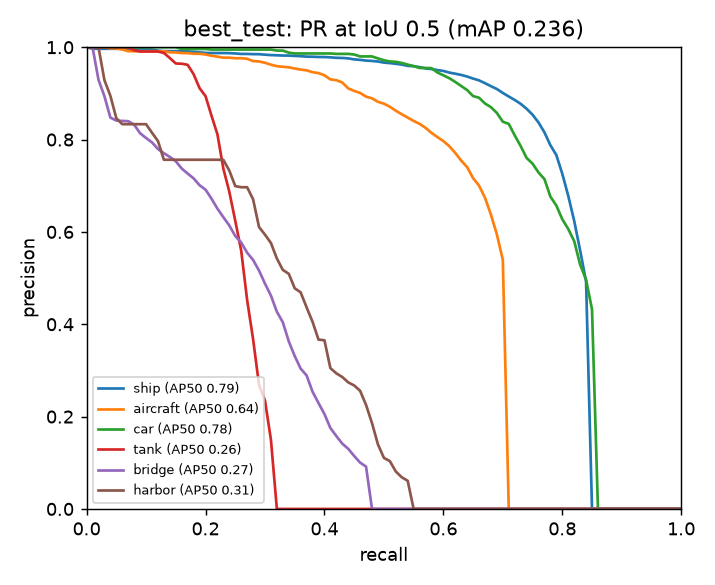 best_test: PR at IoU 0.5 (mAP 0.236)
1.0
0.8
0.6
0.4
0.2
0.0
precision
ship (AP50 0.79)
aircraft (AP50 0.64)
car (AP50 0.78)
tank (AP50 0.26)
bridge (AP50 0.27)
harbor (AP50 0.31)
0.0 0.2 0.4 0.6 0.8 1.0
recall